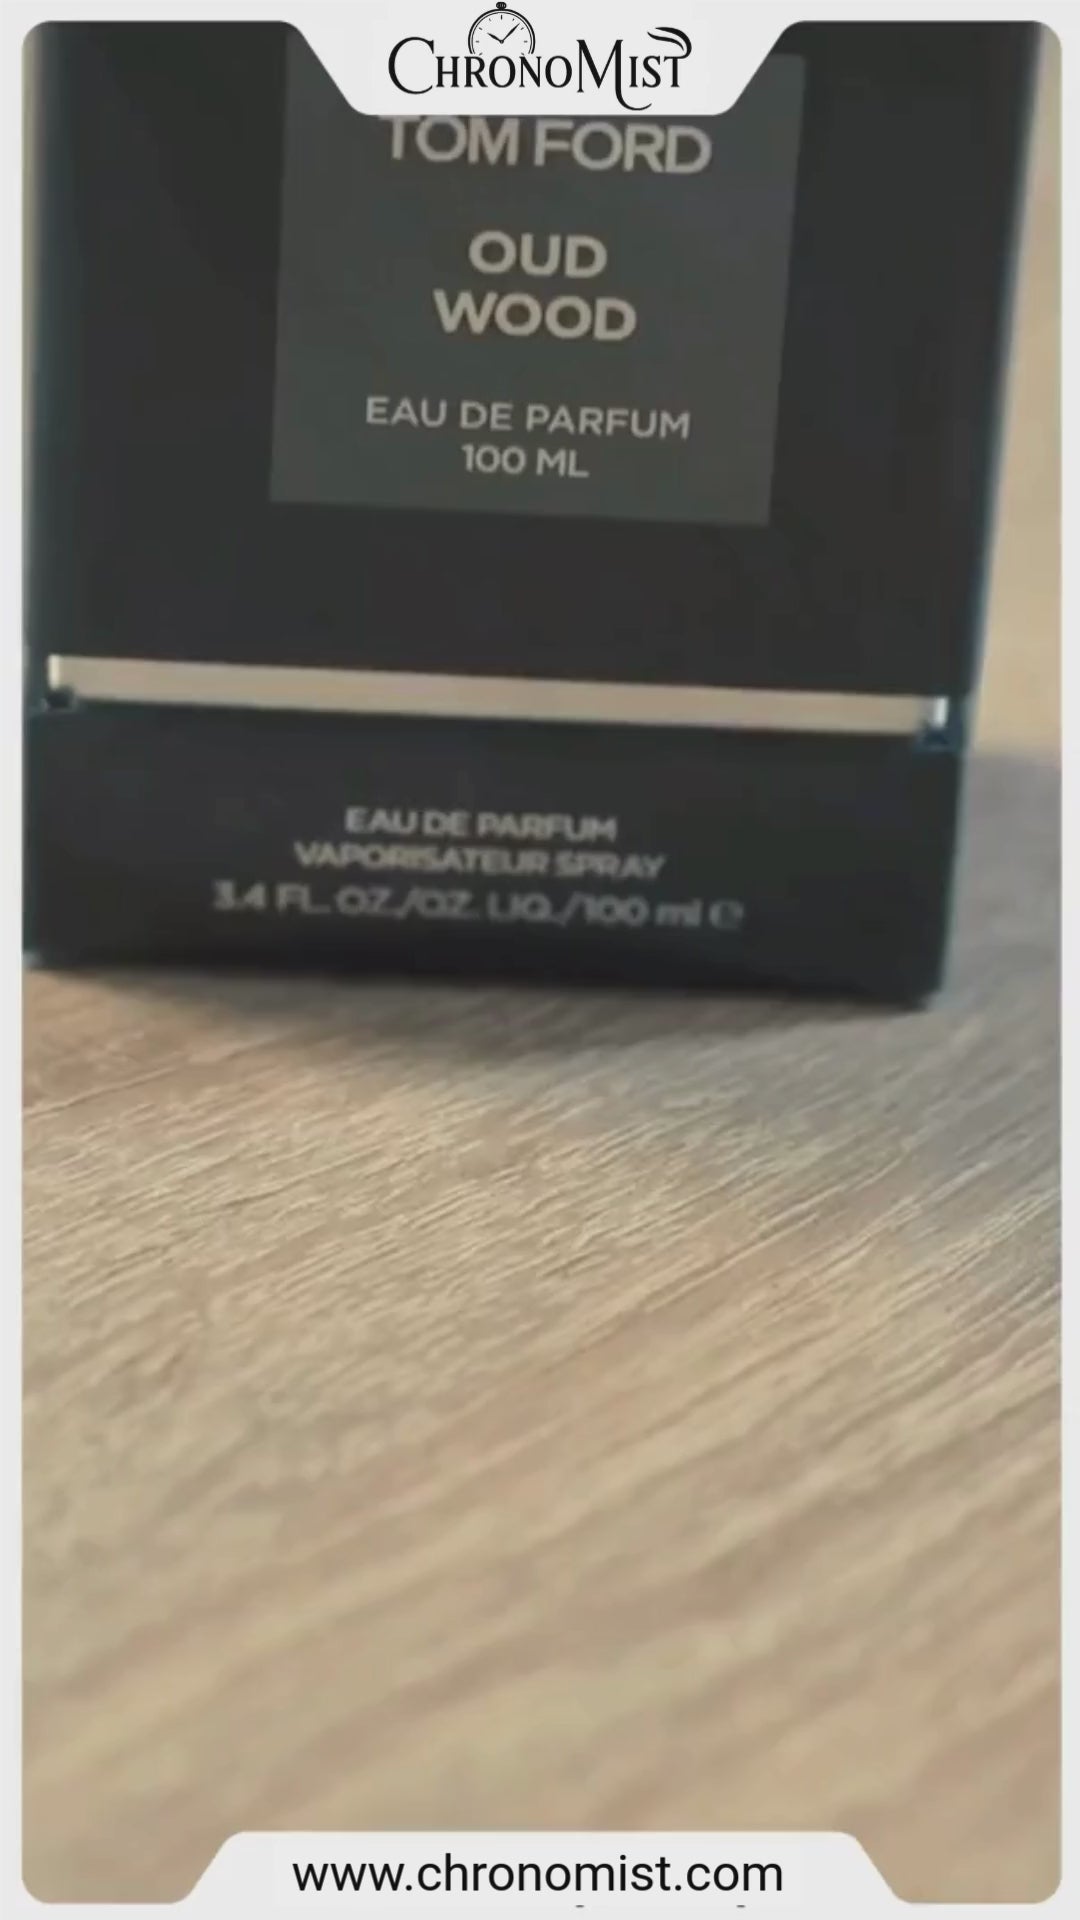 CHRONOMIST
TOM FORD
OUD
WOOD
EAU DE PARFUM
100 ML
EAU DE PARFUM
VAPORISATEUR SPRAY
3.4 FL. OZ./OZ. LIQ./100 ml ℮
www.chronomist.com